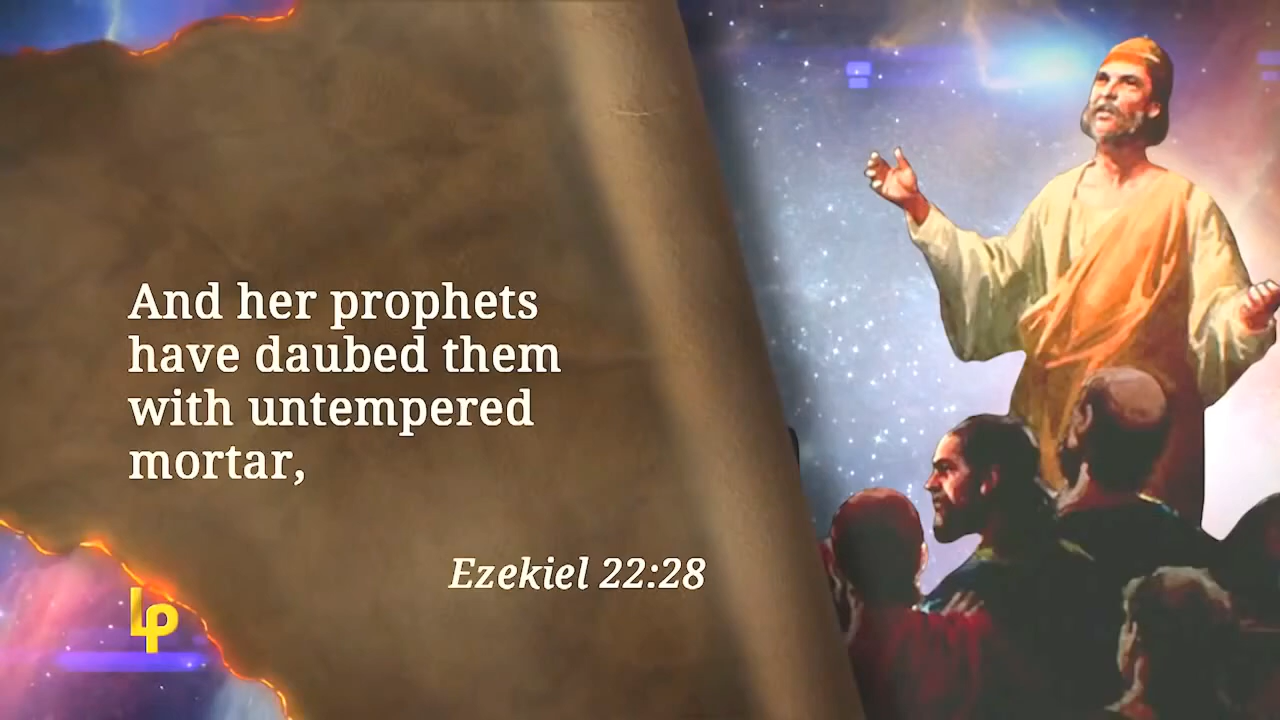 And her prophets
have daubed them
with untempered
mortar,
Ezekiel 22:28
LP